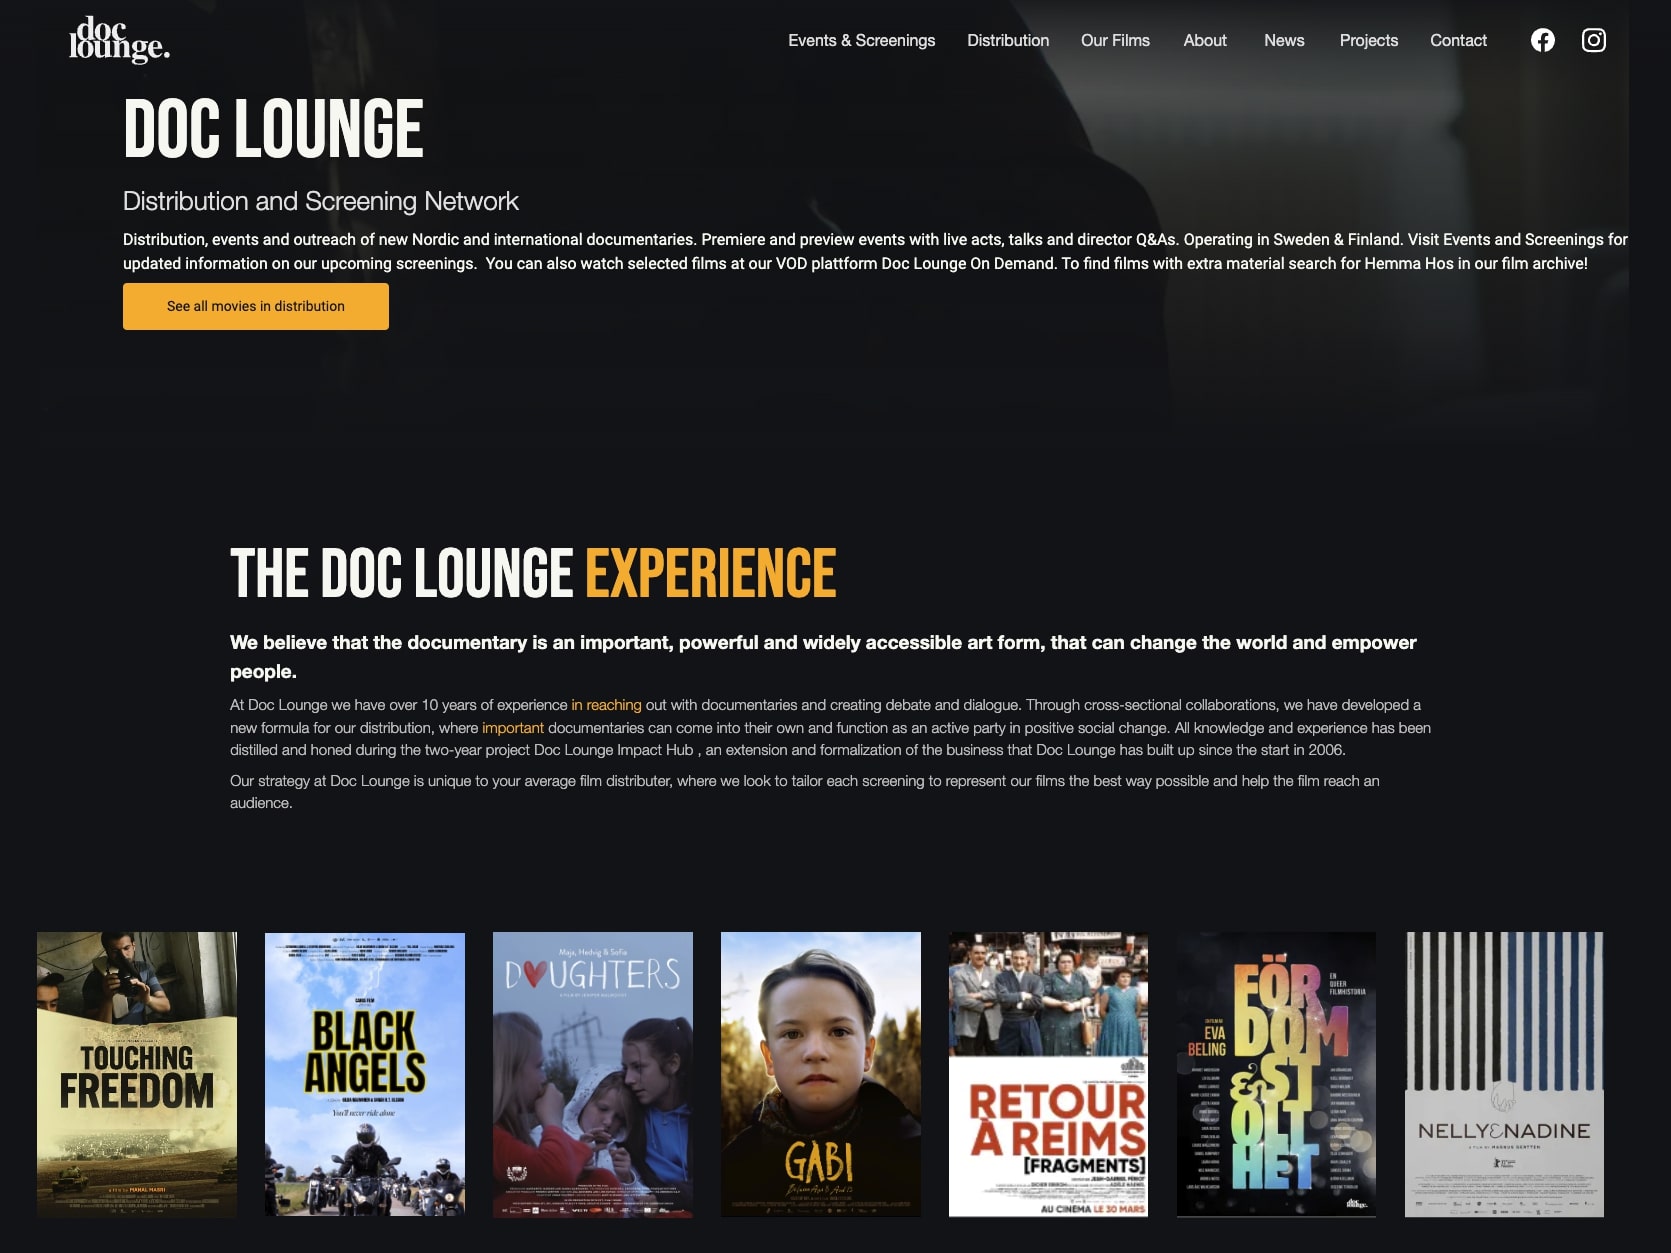 doc
lounge.
Events & Screenings
Distribution
Our Films
About
News
Projects
Contact
DOC LOUNGE
Distribution and Screening Network
Distribution, events and outreach of new Nordic and international documentaries. Premiere and preview events with live acts, talks and director Q&As. Operating in Sweden & Finland. Visit Events and Screenings for
updated information on our upcoming screenings.  You can also watch selected films at our VOD plattform Doc Lounge On Demand. To find films with extra material search for Hemma Hos in our film archive!
See all movies in distribution
THE DOC LOUNGE EXPERIENCE
We believe that the documentary is an important, powerful and widely accessible art form, that can change the world and empower
people.
At Doc Lounge we have over 10 years of experience in reaching out with documentaries and creating debate and dialogue. Through cross-sectional collaborations, we have developed a
new formula for our distribution, where important documentaries can come into their own and function as an active party in positive social change. All knowledge and experience has been
distilled and honed during the two-year project Doc Lounge Impact Hub , an extension and formalization of the business that Doc Lounge has built up since the start in 2006.
Our strategy at Doc Lounge is unique to your average film distributer, where we look to tailor each screening to represent our films the best way possible and help the film reach an
audience.
TOUCHING
FREEDOM
BLACK
ANGELS
You'll never ride alone
Maja, Hedvig & Sofia
D♥UGHTERS
GABI
RETOUR
À REIMS
[FRAGMENTS]
AU CINÉMA LE 30 MARS
EVA
BELING
FÖR
DOM
&ST
OLT
HET
EN
QUEER
FILMHISTORIA
doc
lounge.
NELLY & NADINE
A FILM BY MAGNUS GERTTEN